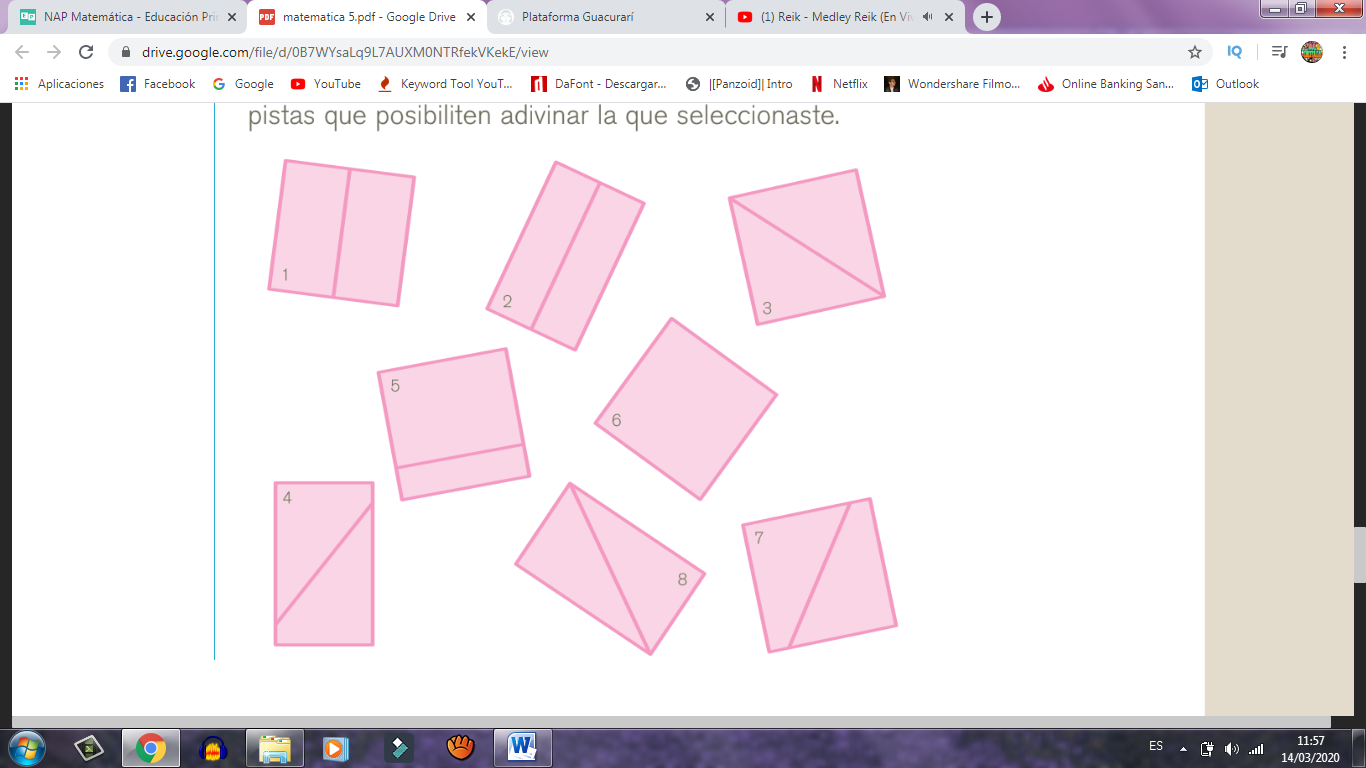 NAP Matemática - Educación Prin
matematica 5.pdf - Google Drive
Plataforma Guacurarí
(1) Reik - Medley Reik (En Viv
drive.google.com/file/d/0B7WYsaLq9L7AUXM0NTRfekVKekE/view
Aplicaciones
Facebook
Google
YouTube
Keyword Tool YouT...
DaFont - Descargar...
|[Panzoid]| Intro
Netflix
Wondershare Filmo...
Online Banking San...
Outlook
pistas que posibiliten adivinar la que seleccionaste.
1
2
3
5
6
4
8
7
ES
11:57
14/03/2020